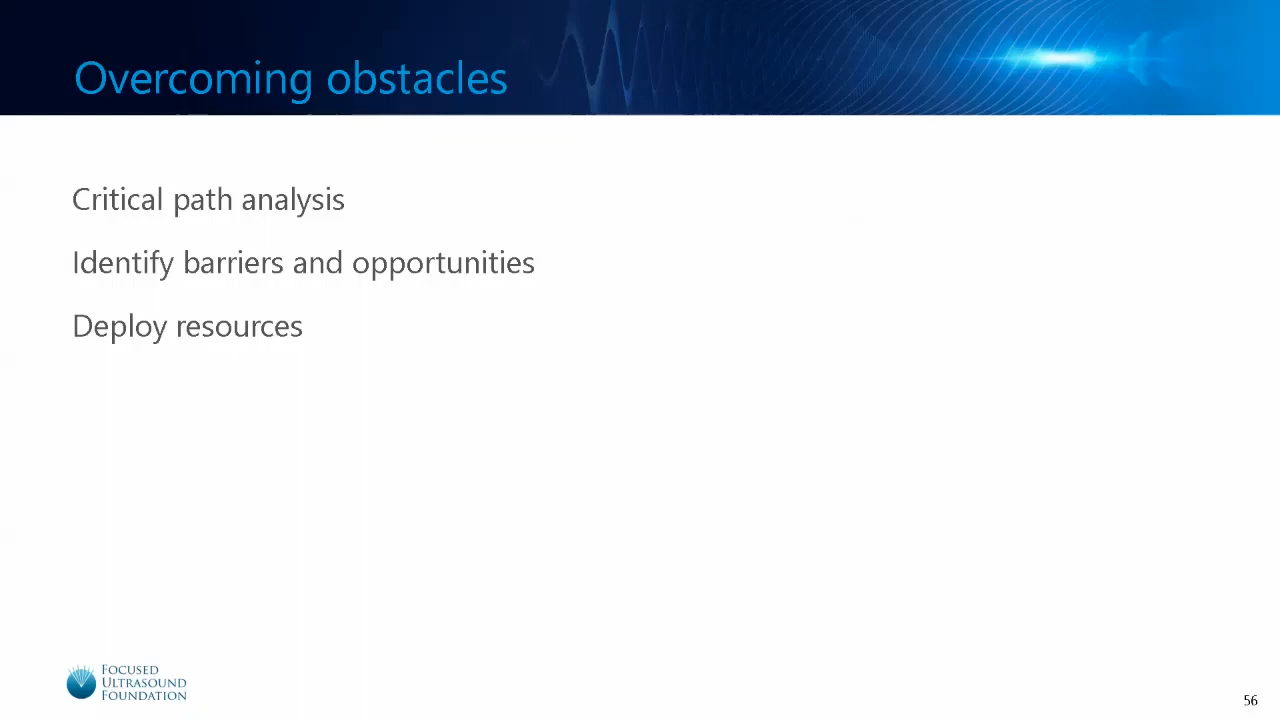 Overcoming obstacles
Critical path analysis
Identify barriers and opportunities
Deploy resources
FOCUSED
ULTRASOUND
FOUNDATION
56